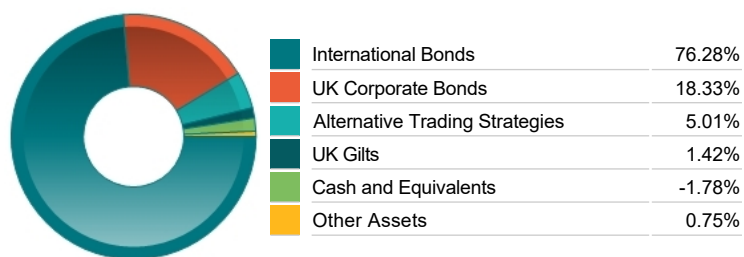 International Bonds 76.28%
UK Corporate Bonds 18.33%
Alternative Trading Strategies 5.01%
UK Gilts 1.42%
Cash and Equivalents -1.78%
Other Assets 0.75%